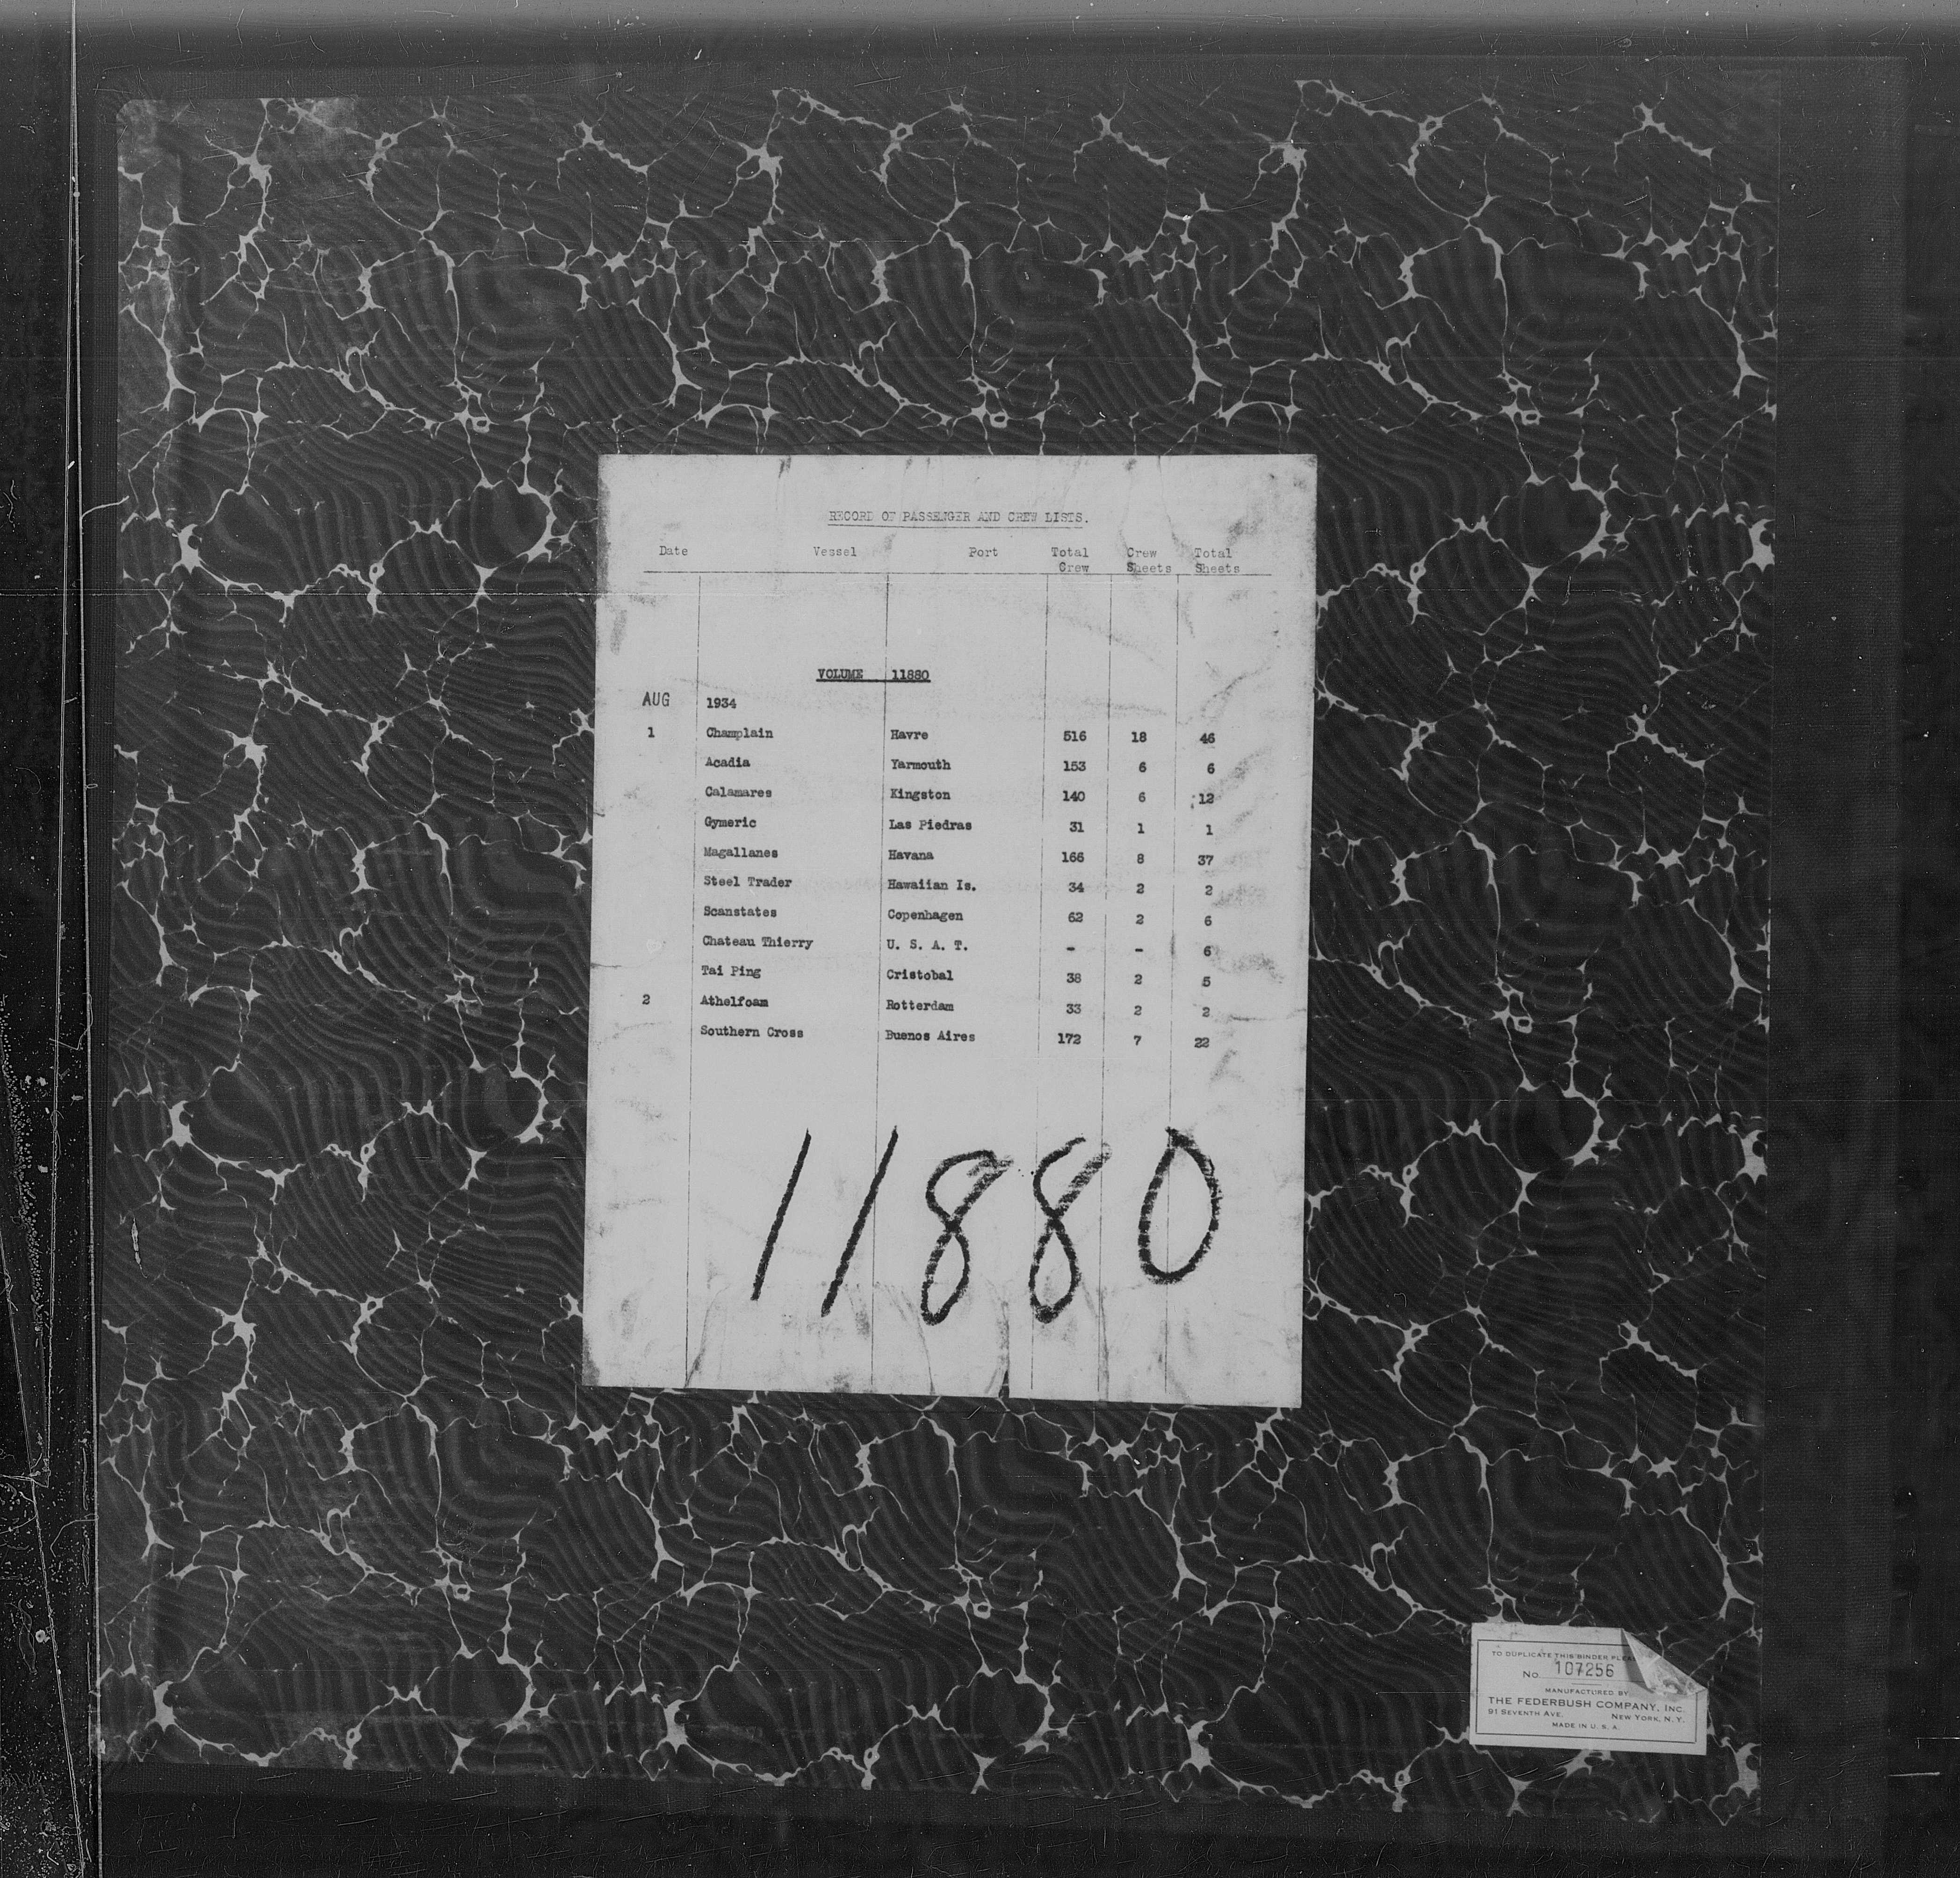 RECORD OF PASSENGER AND CREW LISTS.
Date Vessel Port Total Crew Total
Crew Sheets Sheets
VOLUME 11880
AUG 1934
1 Champlain Havre 516 18 46
Acadia Yarmouth 153 6 6
Calamares Kingston 140 6 12
Gymeric Las Piedras 31 1 1
Magallanes Havana 166 8 37
Steel Trader Hawaiian Is. 34 2 2
Scanstates Copenhagen 62 2 6
Chateau Thierry U. S. A. T. - - 6
Tai Ping Cristobal 38 2 5
2 Athelfoam Rotterdam 33 2 2
Southern Cross Buenos Aires 172 7 22
11880
TO DUPLICATE THIS BINDER
No. 107256
MANUFACTURED BY
THE FEDERBUSH COMPANY, INC.
91 SEVENTH AVE. NEW YORK, N. Y.
MADE IN U. S. A.